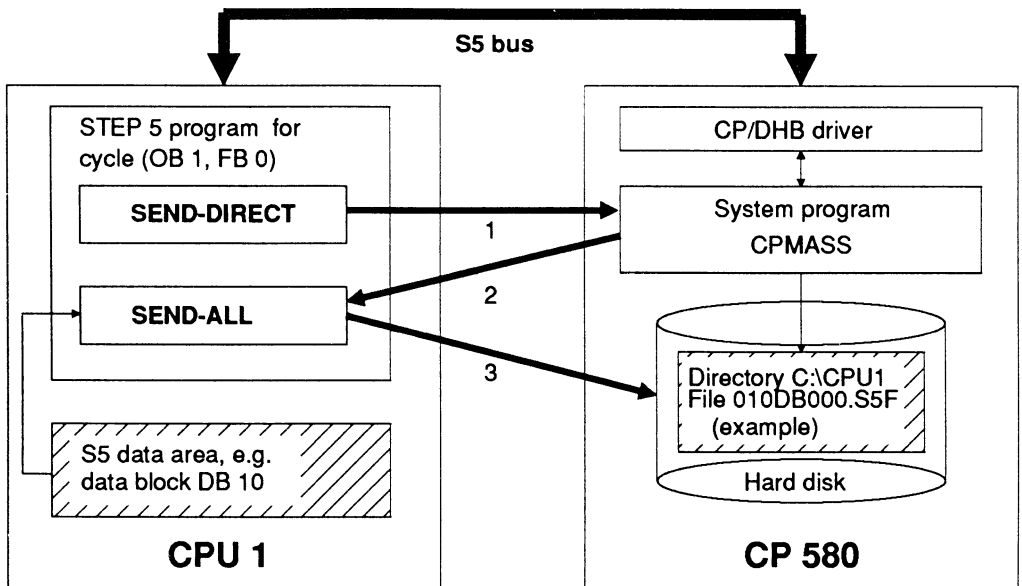 S5 bus
STEP 5 program for
cycle (OB 1, FB 0)
SEND-DIRECT
SEND-ALL
S5 data area, e.g.
data block DB 10
CPU 1
1
2
3
CP/DHB driver
System program
CPMASS
Directory C:\CPU1
File 010DB000.S5F
(example)
Hard disk
CP 580